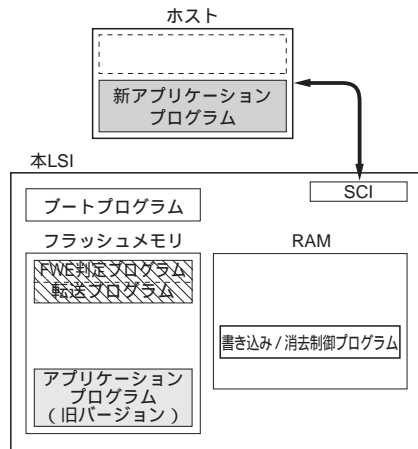 ホスト
新アプリケーション
プログラム
本LSI
SCI
ブートプログラム
フラッシュメモリ
RAM
FWE判定プログラム
転送プログラム
書き込み / 消去制御プログラム
アプリケーション
プログラム
( 旧バージョン )